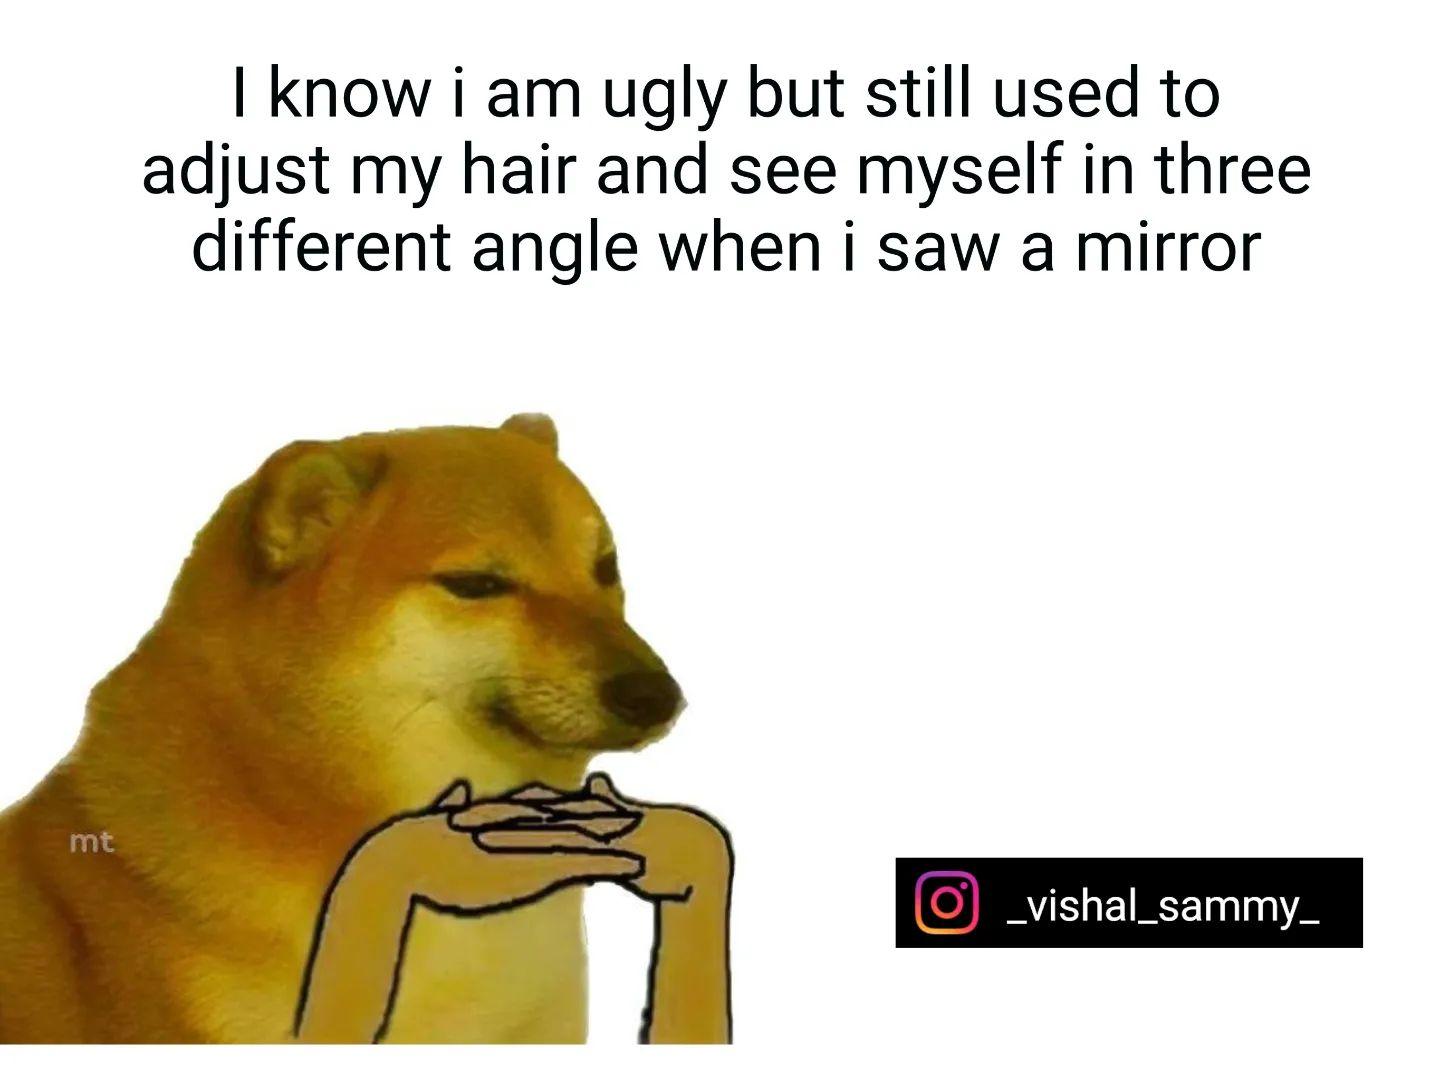 I know i am ugly but still used to
adjust my hair and see myself in three
different angle when i saw a mirror
mt
_vishal_sammy_